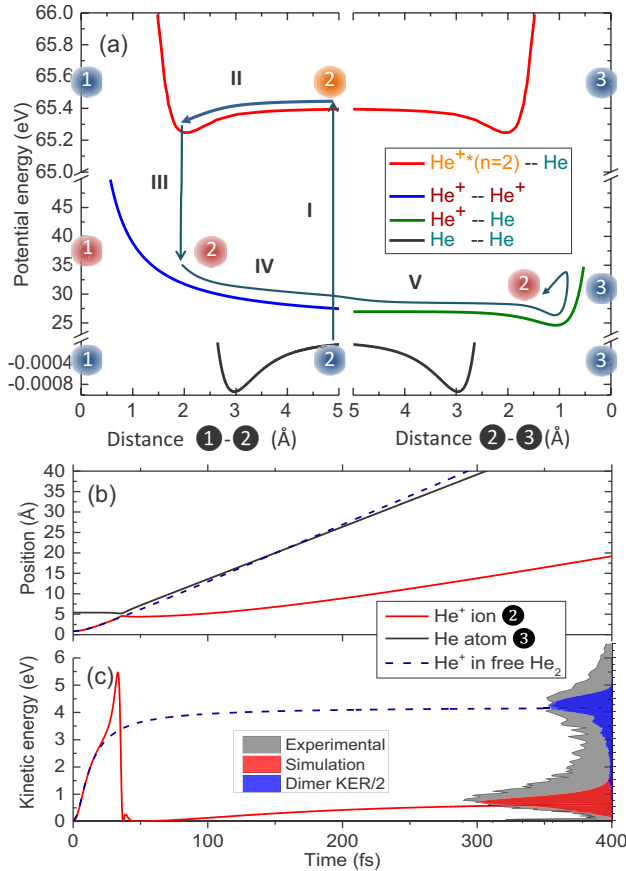 (a)
66.0
65.8
65.6
65.4
65.2
65.0
45
40
35
30
25
-0.0004
-0.0008
Potential energy (eV)
1 II 2 3
III I
He⁺*(n=2) -- He
He⁺ -- He⁺
He⁺ -- He
He -- He
1 2 IV V 2 3
1 2 3
0 1 2 3 4 5 5 4 3 2 1 0
Distance 1-2 (Å) Distance 2-3 (Å)
(b)
40
35
30
25
20
15
10
5
0
Position (Å)
He⁺ ion 2
He atom 3
He⁺ in free He₂
(c)
6
5
4
3
2
1
0
Kinetic energy (eV)
Experimental
Simulation
Dimer KER/2
0 100 200 300 400
Time (fs)